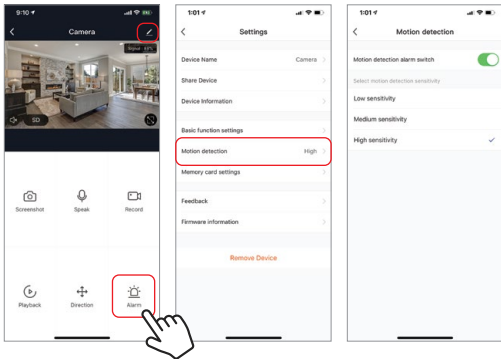 9:10
Camera
Signal 68%
SD
Screenshot
Speak
Record
Playback
Direction
Alarm
1:01
Settings
Device Name
Camera
Share Device
Device Information
Basic function settings
Motion detection
High
Memory card settings
Feedback
Firmware information
Remove Device
1:01
Motion detection
Motion detection alarm switch
Select motion detection sensitivity
Low sensitivity
Medium sensitivity
High sensitivity